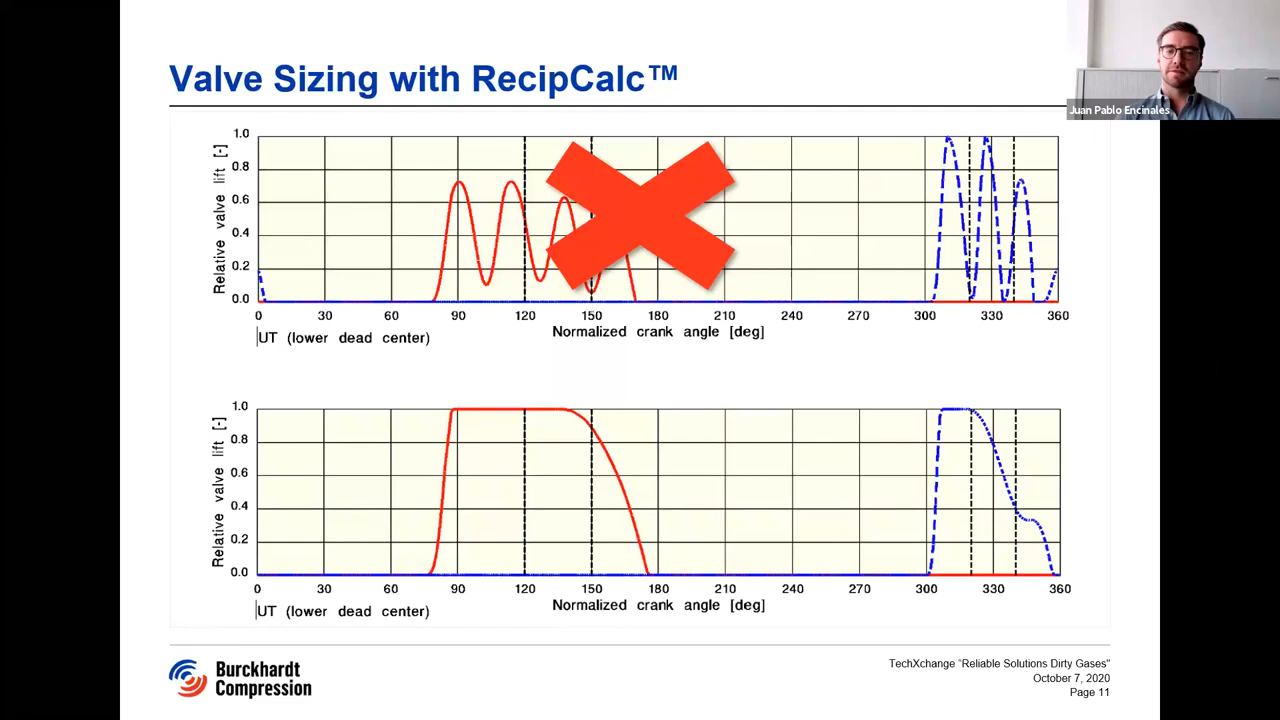 Valve Sizing with RecipCalc™
Juan Pablo Encinales
Relative valve lift [-]
1.0
0.8
0.6
0.4
0.2
0.0
0 30 60 90 120 150 180 210 240 270 300 330 360
UT (lower dead center)
Normalized crank angle [deg]
Relative valve lift [-]
1.0
0.8
0.6
0.4
0.2
0.0
0 30 60 90 120 150 180 210 240 270 300 330 360
UT (lower dead center)
Normalized crank angle [deg]
Burckhardt
Compression
TechXchange "Reliable Solutions Dirty Gases"
October 7, 2020
Page 11